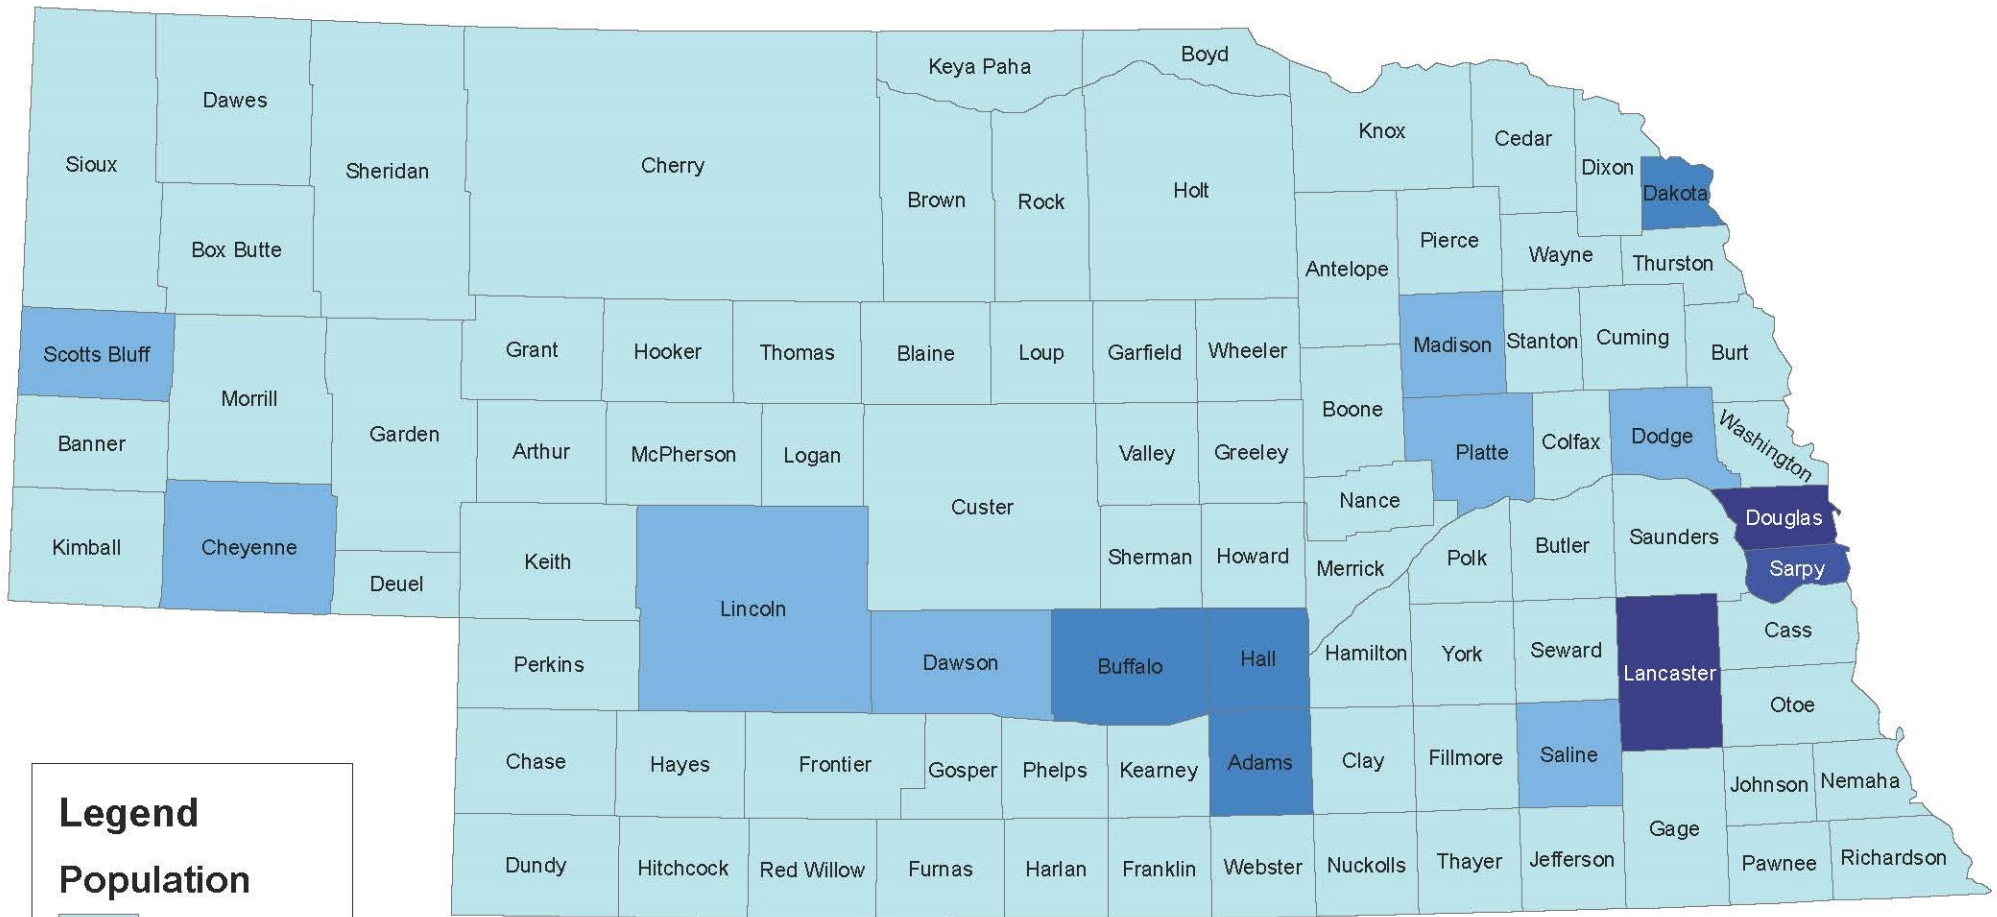 Keya Paha
Boyd
Dawes
Knox
Cedar
Sioux
Sheridan
Cherry
Dixon
Brown
Rock
Holt
Dakota
Box Butte
Pierce
Antelope
Wayne
Thurston
Scotts Bluff
Grant
Hooker
Thomas
Blaine
Loup
Garfield
Wheeler
Madison
Stanton
Cuming
Burt
Morrill
Boone
Banner
Garden
Arthur
McPherson
Logan
Valley
Greeley
Platte
Colfax
Dodge
Washington
Custer
Nance
Douglas
Kimball
Cheyenne
Keith
Sherman
Howard
Merrick
Polk
Butler
Saunders
Sarpy
Deuel
Lincoln
Perkins
Dawson
Buffalo
Hall
Hamilton
York
Seward
Lancaster
Cass
Otoe
Chase
Hayes
Frontier
Gosper
Phelps
Kearney
Adams
Clay
Fillmore
Saline
Johnson
Nemaha
Gage
Dundy
Hitchcock
Red Willow
Furnas
Harlan
Franklin
Webster
Nuckolls
Thayer
Jefferson
Pawnee
Richardson
Legend
Population